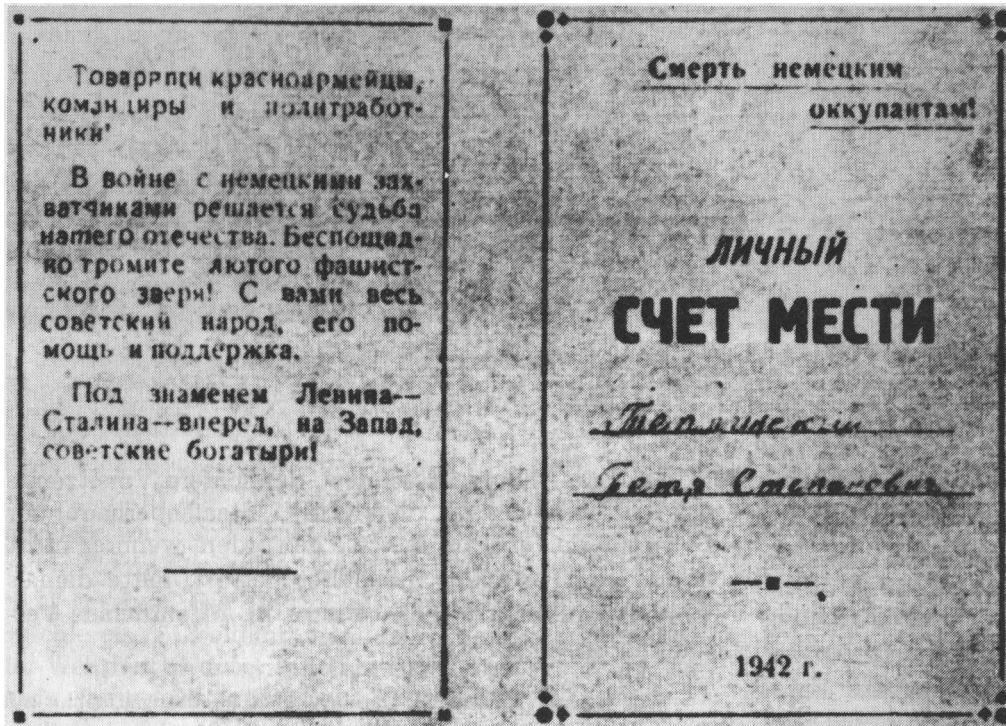 Товарищи красноармейцы,
командиры и политработ-
ники!
В войне с немецкими зах-
ватчиками решается судьба
нашего отечества. Беспощад-
но громите лютого фашист-
ского зверя! С вами весь
советский народ, его по-
мощь и поддержка.
Под знаменем Ленина—
Сталина—вперед, на Запад,
советские богатыри!
Смерть немецким
оккупантам!
ЛИЧНЫЙ
СЧЕТ МЕСТИ
Петя Степанович
1942 г.